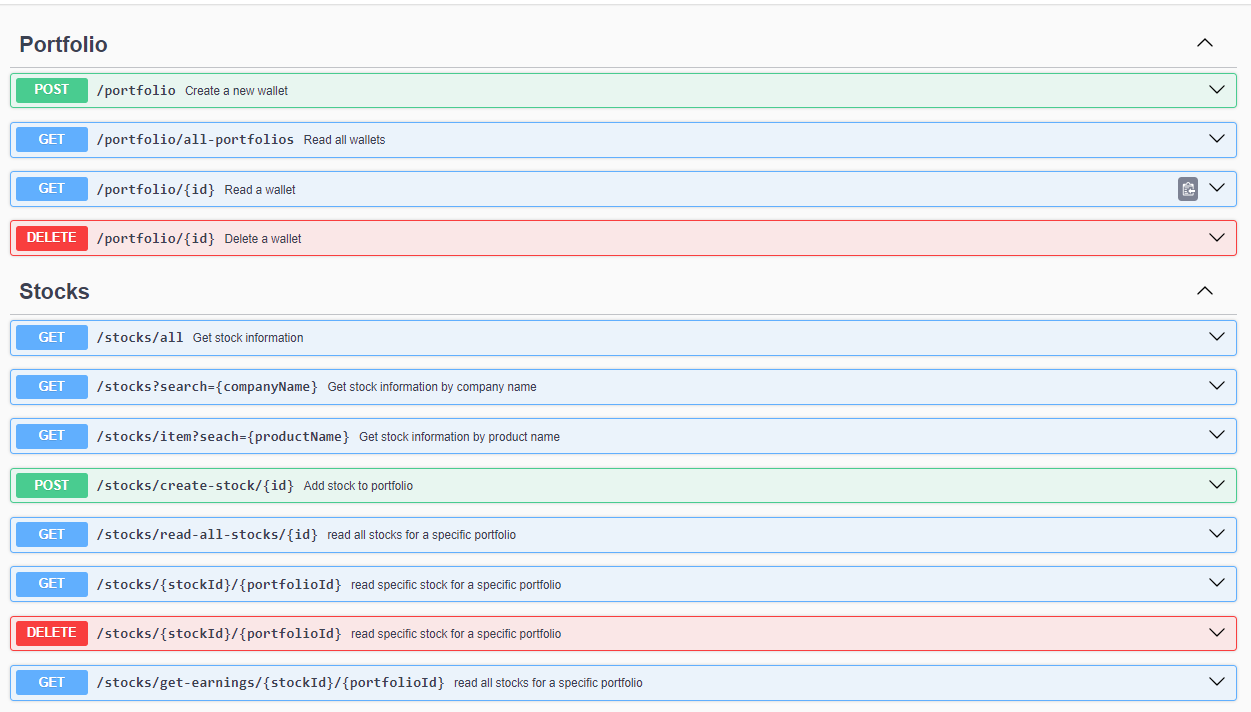 Portfolio
POST /portfolio Create a new wallet
GET /portfolio/all-portfolios Read all wallets
GET /portfolio/{id} Read a wallet
DELETE /portfolio/{id} Delete a wallet
Stocks
GET /stocks/all Get stock information
GET /stocks?search={companyName} Get stock information by company name
GET /stocks/item?seach={productName} Get stock information by product name
POST /stocks/create-stock/{id} Add stock to portfolio
GET /stocks/read-all-stocks/{id} read all stocks for a specific portfolio
GET /stocks/{stockId}/{portfolioId} read specific stock for a specific portfolio
DELETE /stocks/{stockId}/{portfolioId} read specific stock for a specific portfolio
GET /stocks/get-earnings/{stockId}/{portfolioId} read all stocks for a specific portfolio